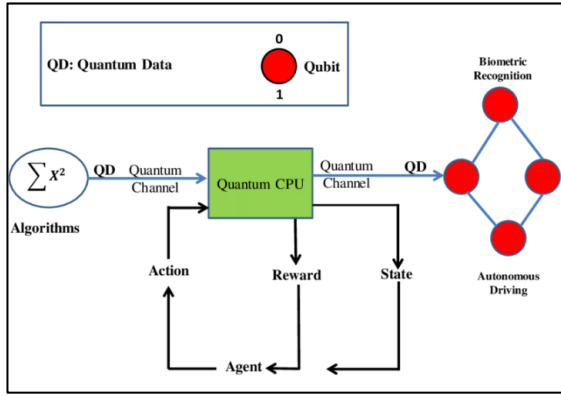 0
QD: Quantum Data
Qubit
1
Biometric
Recognition
∑ X²
QD
Quantum
Channel
Quantum CPU
Quantum
Channel
QD
Algorithms
Action
Reward
State
Autonomous
Driving
Agent